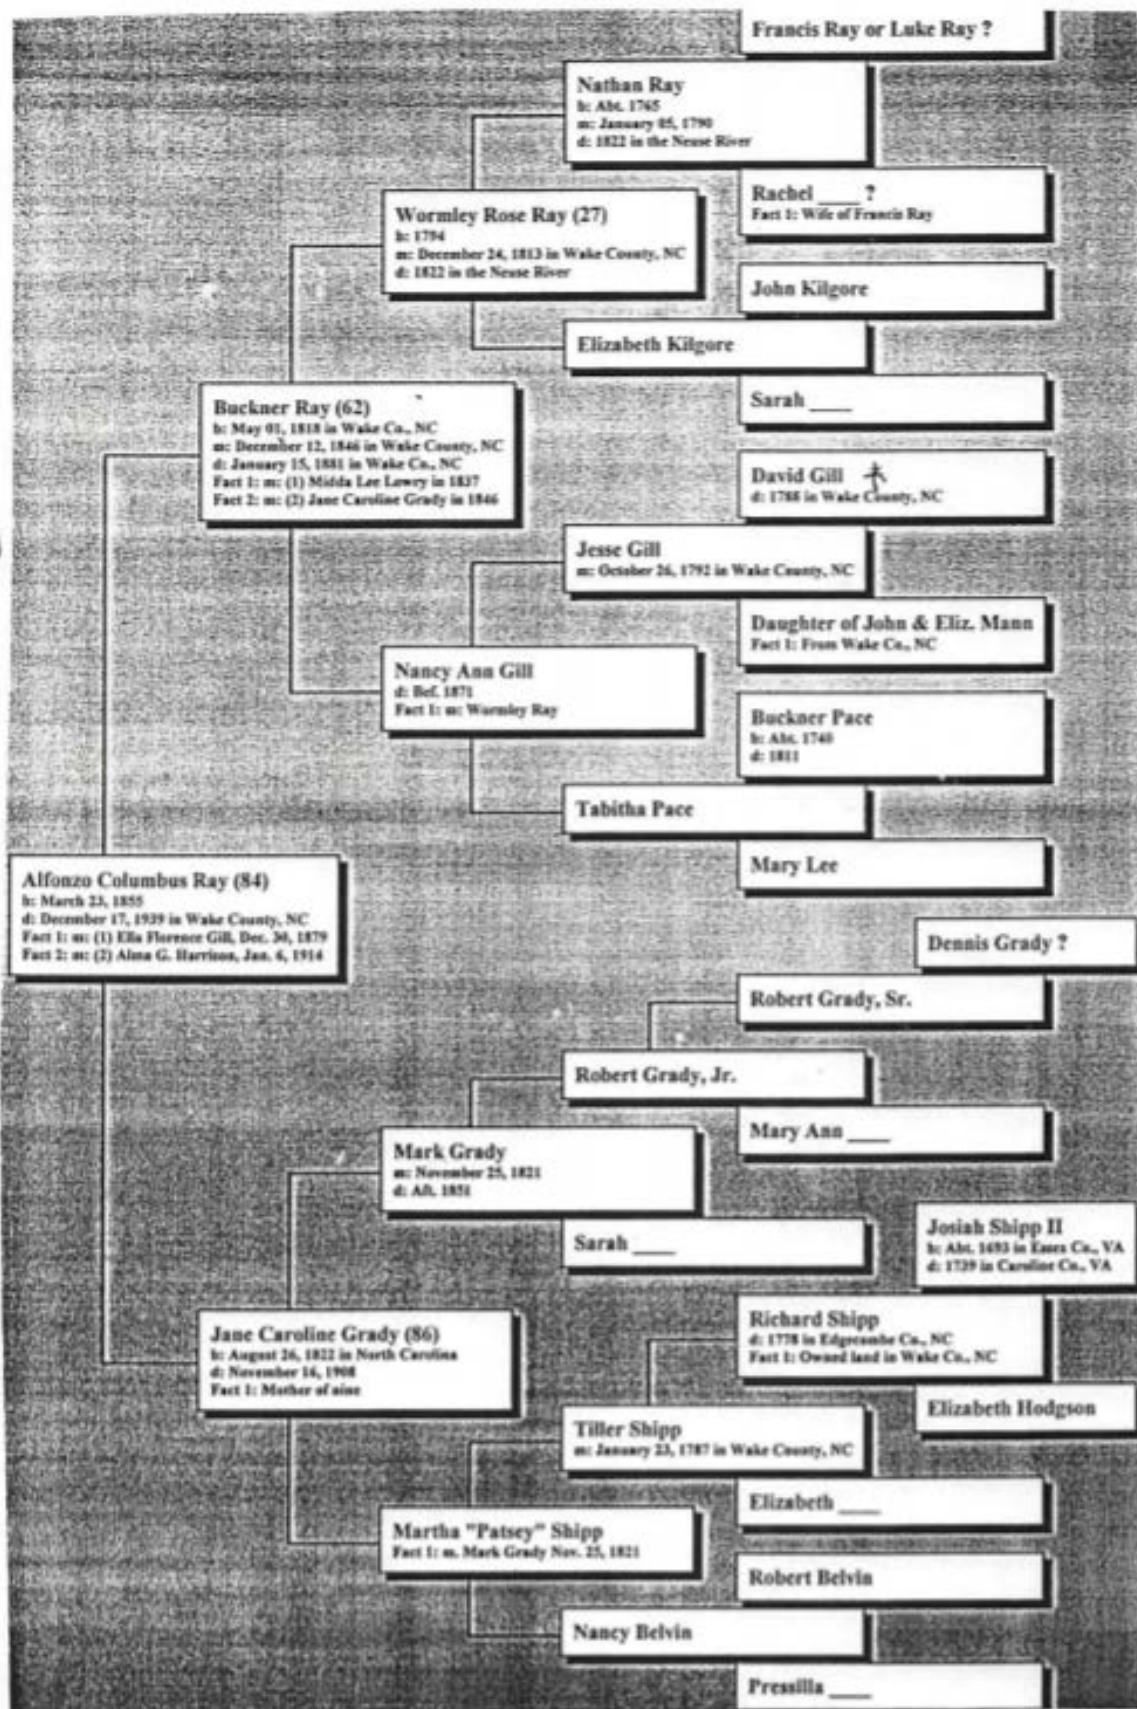 Francis Ray or Luke Ray ?
Nathan Ray
b: Abt. 1765
m: January 05, 1790
d: 1822 in the Neuse River
Rachel ____ ?
Fact 1: Wife of Francis Ray
Wormley Rose Ray (27)
b: 1794
m: December 24, 1813 in Wake County, NC
d: 1822 in the Neuse River
John Kilgore
Elizabeth Kilgore
Sarah ____
Buckner Ray (62)
b: May 01, 1818 in Wake Co., NC
m: December 12, 1846 in Wake County, NC
d: January 15, 1881 in Wake Co., NC
Fact 1: m: (1) Midda Lee Lowry in 1837
Fact 2: m: (2) Jane Caroline Grady in 1846
David Gill
d: 1788 in Wake County, NC
Jesse Gill
m: October 26, 1792 in Wake County, NC
Daughter of John & Eliz. Mann
Fact 1: From Wake Co., NC
Nancy Ann Gill
d: Bef. 1871
Fact 1: m: Wormley Ray
Buckner Pace
b: Abt. 1740
d: 1811
Tabitha Pace
Mary Lee
Alfonzo Columbus Ray (84)
b: March 23, 1855
d: December 17, 1939 in Wake County, NC
Fact 1: m: (1) Ella Florence Gill, Dec. 30, 1879
Fact 2: m: (2) Alma G. Harrison, Jan. 6, 1914
Dennis Grady ?
Robert Grady, Sr.
Robert Grady, Jr.
Mary Ann ____
Mark Grady
m: November 25, 1821
d: Aft. 1851
Sarah ____
Josiah Shipp II
b: Abt. 1693 in Essex Co., VA
d: 1739 in Caroline Co., VA
Richard Shipp
d: 1778 in Edgecombe Co., NC
Fact 1: Owned land in Wake Co., NC
Jane Caroline Grady (86)
b: August 26, 1822 in North Carolina
d: November 16, 1908
Fact 1: Mother of nine
Elizabeth Hodgson
Tiller Shipp
m: January 23, 1787 in Wake County, NC
Elizabeth ____
Martha "Patsey" Shipp
Fact 1: m. Mark Grady Nov. 25, 1821
Robert Belvin
Nancy Belvin
Pressilla ____